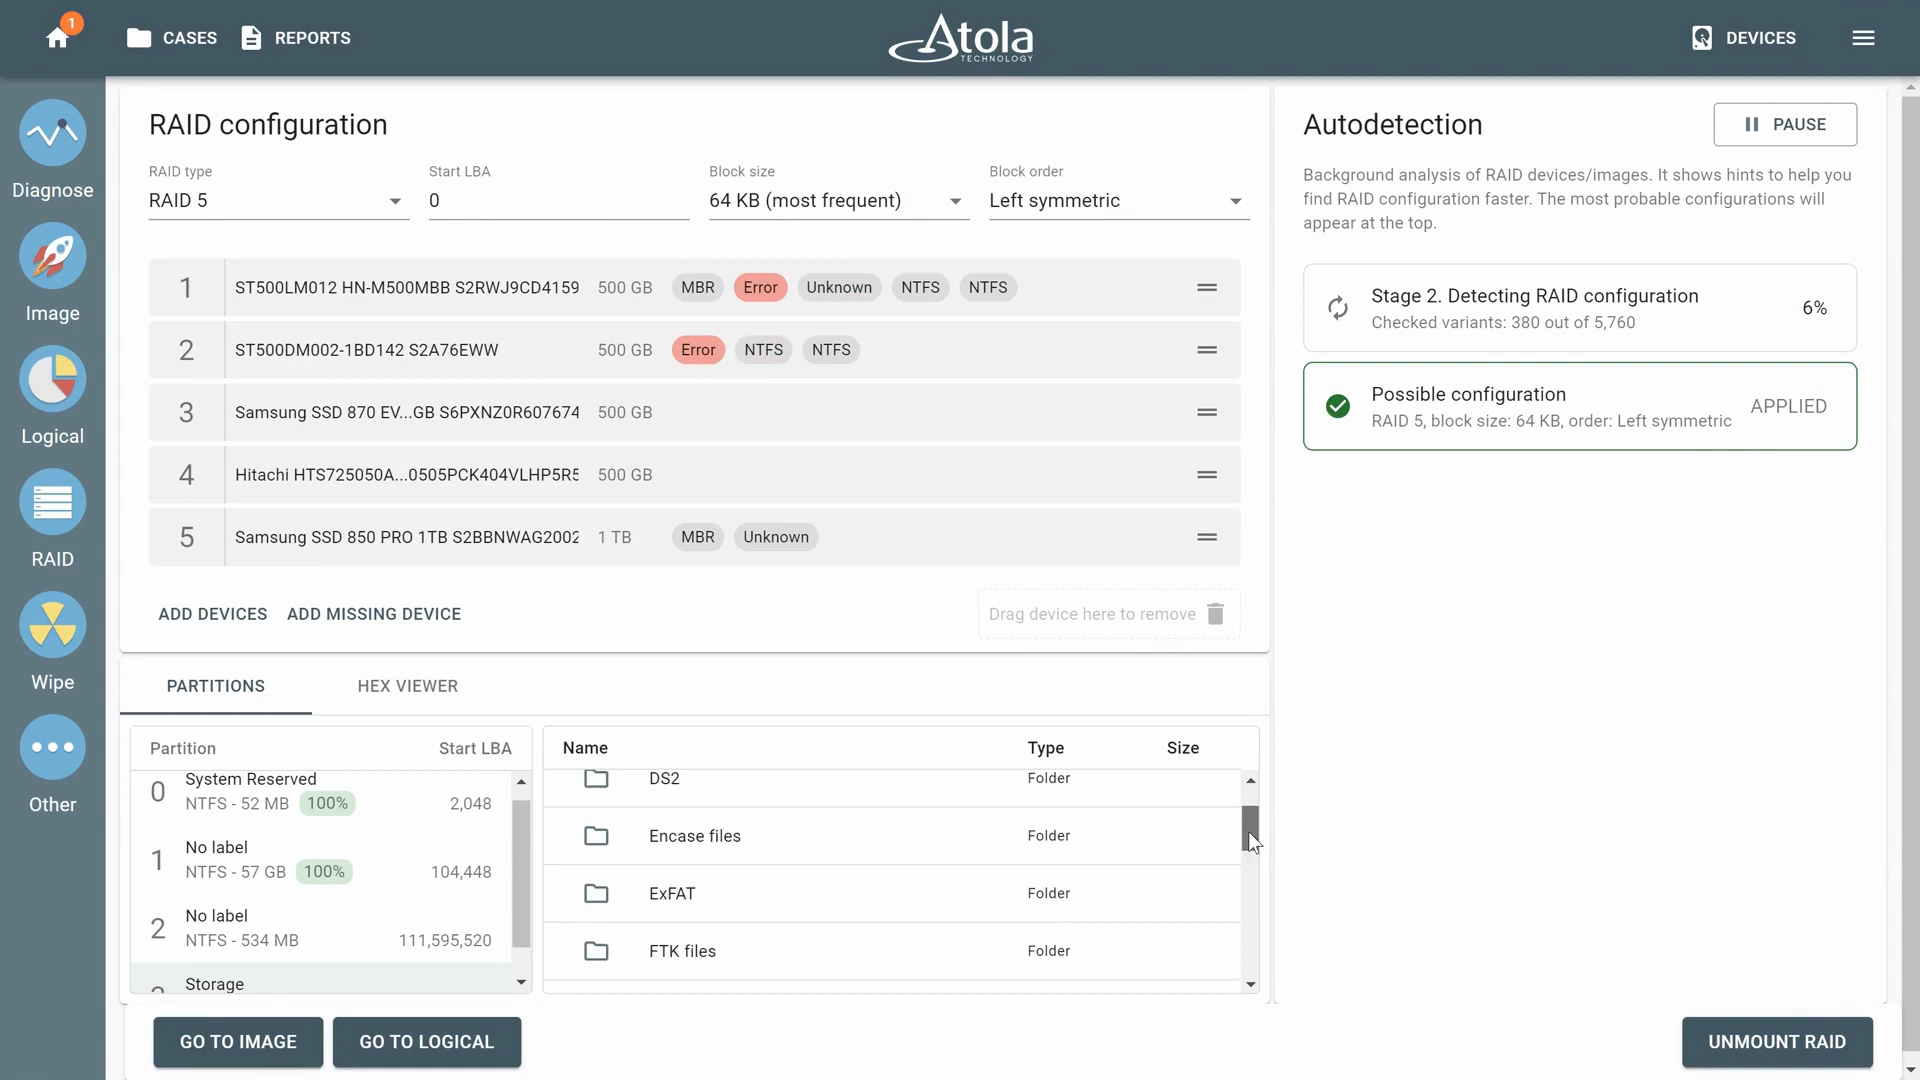 1
CASES
REPORTS
Atola
TECHNOLOGY
DEVICES
Diagnose
Image
Logical
RAID
Wipe
Other
RAID configuration
RAID type
Start LBA
Block size
Block order
RAID 5
0
64 KB (most frequent)
Left symmetric
1 ST500LM012 HN-M500MBB S2RWJ9CD4159 500 GB MBR Error Unknown NTFS NTFS
2 ST500DM002-1BD142 S2A76EWW 500 GB Error NTFS NTFS
3 Samsung SSD 870 EV...GB S6PXNZ0R607674 500 GB
4 Hitachi HTS725050A...0505PCK404VLHP5R5 500 GB
5 Samsung SSD 850 PRO 1TB S2BBNWAG2002 1 TB MBR Unknown
ADD DEVICES
ADD MISSING DEVICE
Drag device here to remove
PARTITIONS
HEX VIEWER
Partition Start LBA
0 System Reserved
NTFS - 52 MB 100% 2,048
1 No label
NTFS - 57 GB 100% 104,448
2 No label
NTFS - 534 MB 111,595,520
Storage
Name Type Size
DS2 Folder
Encase files Folder
ExFAT Folder
FTK files Folder
GO TO IMAGE
GO TO LOGICAL
UNMOUNT RAID
Autodetection
PAUSE
Background analysis of RAID devices/images. It shows hints to help you
find RAID configuration faster. The most probable configurations will
appear at the top.
Stage 2. Detecting RAID configuration
Checked variants: 380 out of 5,760
6%
Possible configuration
RAID 5, block size: 64 KB, order: Left symmetric
APPLIED